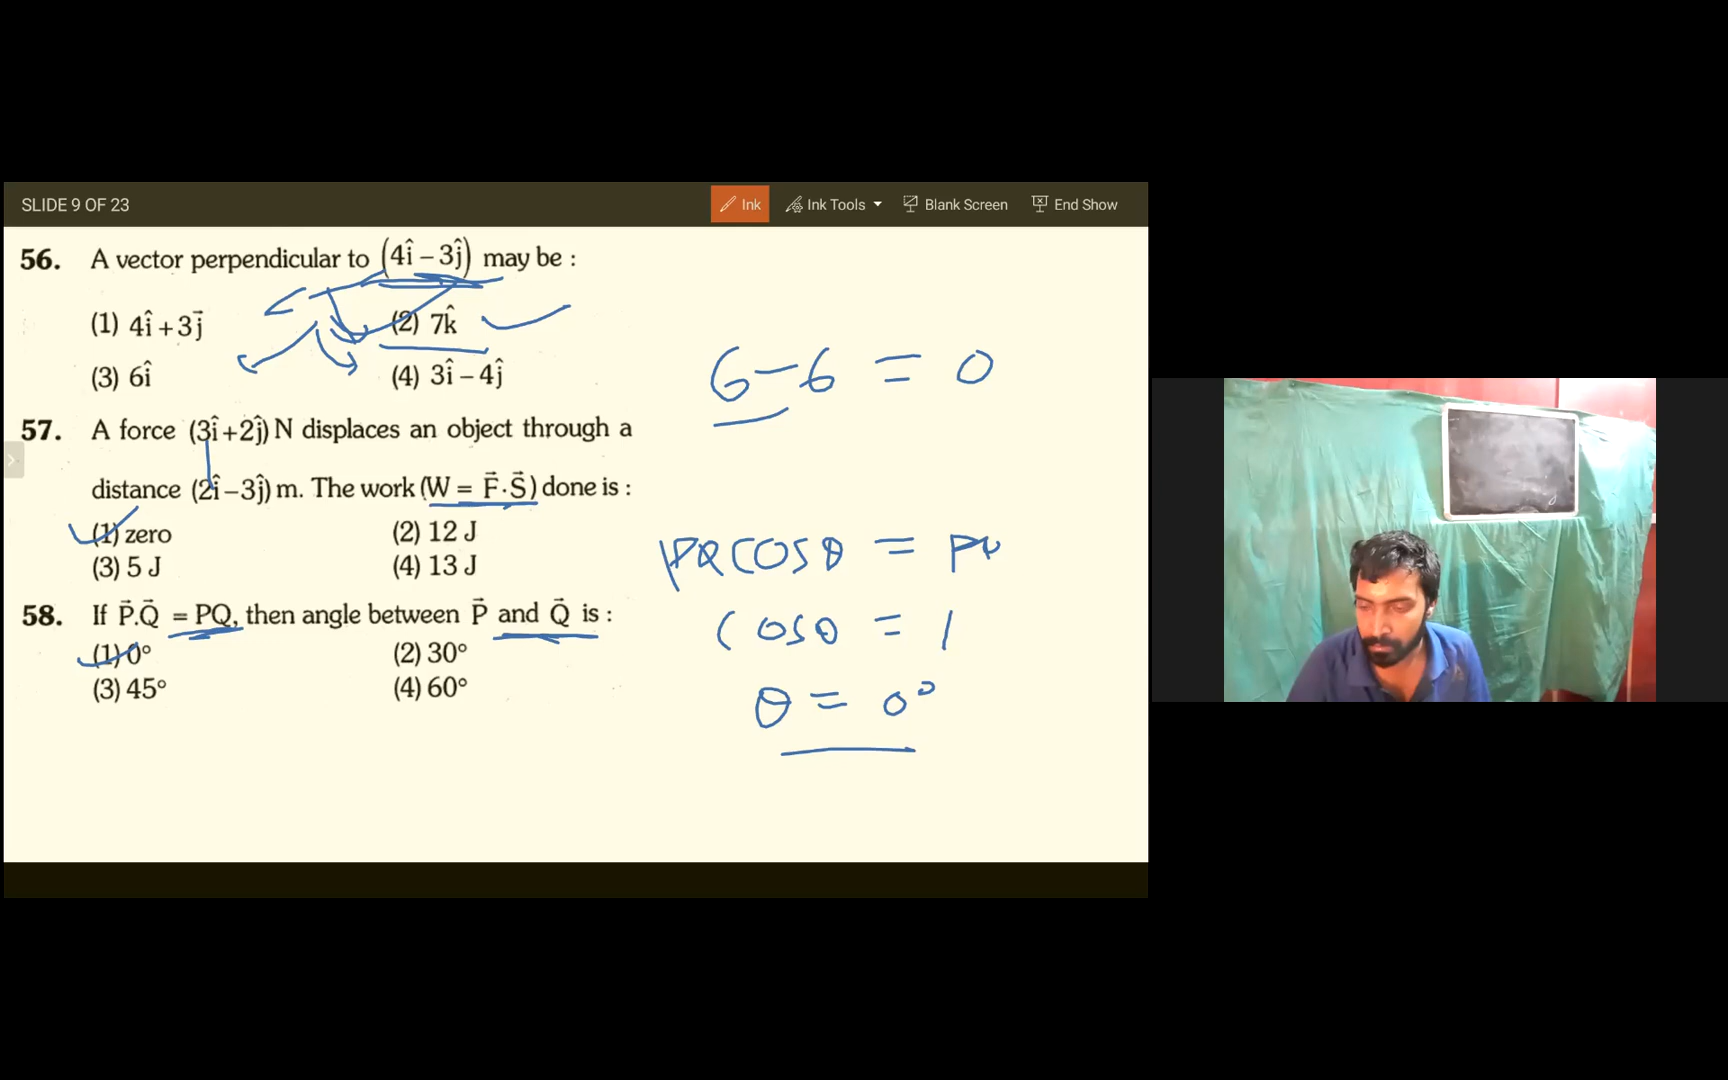 SLIDE 9 OF 23
Ink Ink Tools Blank Screen End Show
56. A vector perpendicular to (4î – 3ĵ) may be :
(1) 4î + 3j⃗ (2) 7k̂
(3) 6î (4) 3î – 4ĵ
57. A force (3î+2ĵ) N displaces an object through a
distance (2î–3ĵ) m. The work (W = F⃗·S⃗) done is :
(1) zero (2) 12 J
(3) 5 J (4) 13 J
58. If P⃗.Q⃗ = PQ, then angle between P⃗ and Q⃗ is :
(1) 0° (2) 30°
(3) 45° (4) 60°
6 – 6 = 0
PQ cosθ = PQ
cosθ = 1
θ = 0°